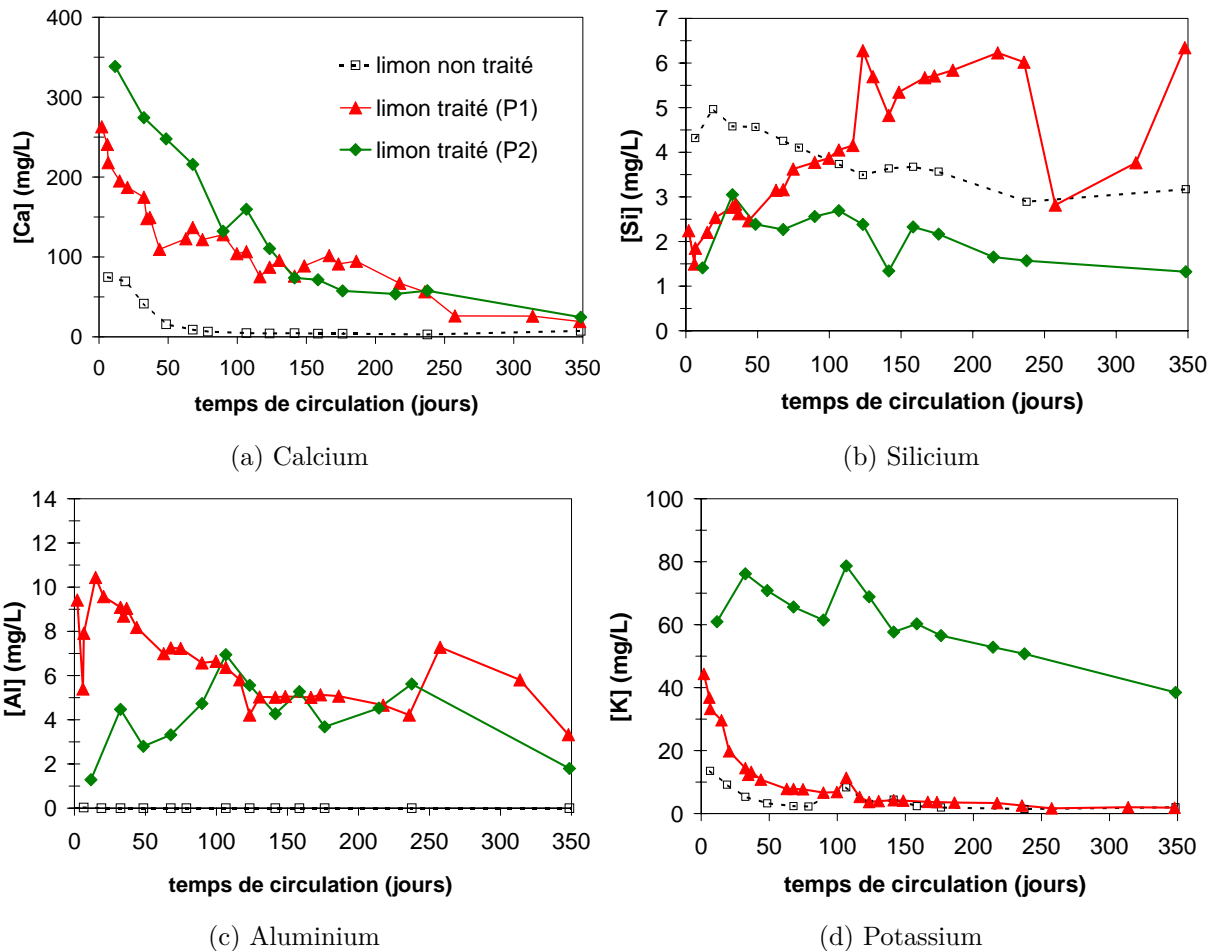 400
350
300
250
200
150
100
50
0
[Ca] (mg/L)
limon non traité
limon traité (P1)
limon traité (P2)
0 50 100 150 200 250 300 350
temps de circulation (jours)
(a) Calcium
7
6
5
4
3
2
1
0
[Si] (mg/L)
0 50 100 150 200 250 300 350
temps de circulation (jours)
(b) Silicium
14
12
10
8
6
4
2
0
[Al] (mg/L)
0 50 100 150 200 250 300 350
temps de circulation (jours)
(c) Aluminium
100
80
60
40
20
0
[K] (mg/L)
0 50 100 150 200 250 300 350
temps de circulation (jours)
(d) Potassium